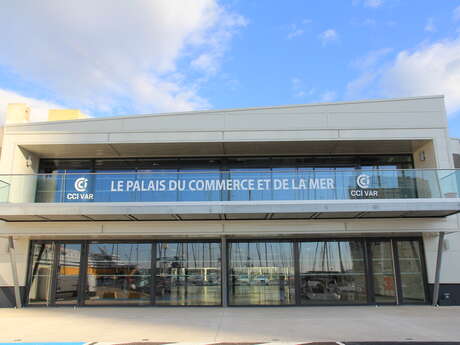 CCI VAR
LE PALAIS DU COMMERCE ET DE LA MER
CCI VAR